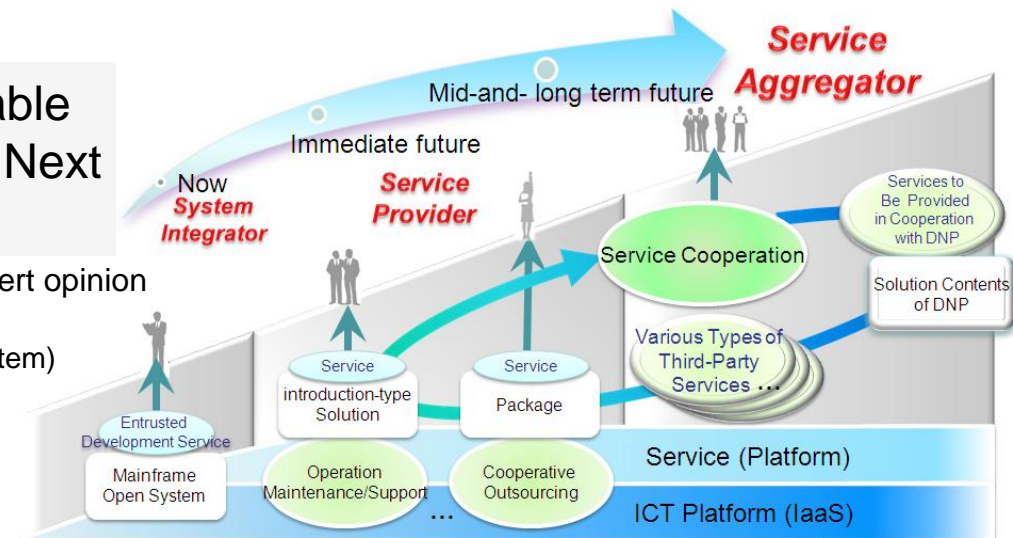 able
Next
ert opinion
tem)
Service
Aggregator
Mid-and- long term future
Immediate future
Now
System
Integrator
Service
Provider
Services to
Be Provided
in Cooperation
with DNP
Service Cooperation
Solution Contents
of DNP
Various Types of
Third-Party
Services ...
Service
introduction-type
Solution
Service
Package
Entrusted
Development Service
Mainframe
Open System
Operation
Maintenance/Support
...
Cooperative
Outsourcing
Service (Platform)
ICT Platform (IaaS)